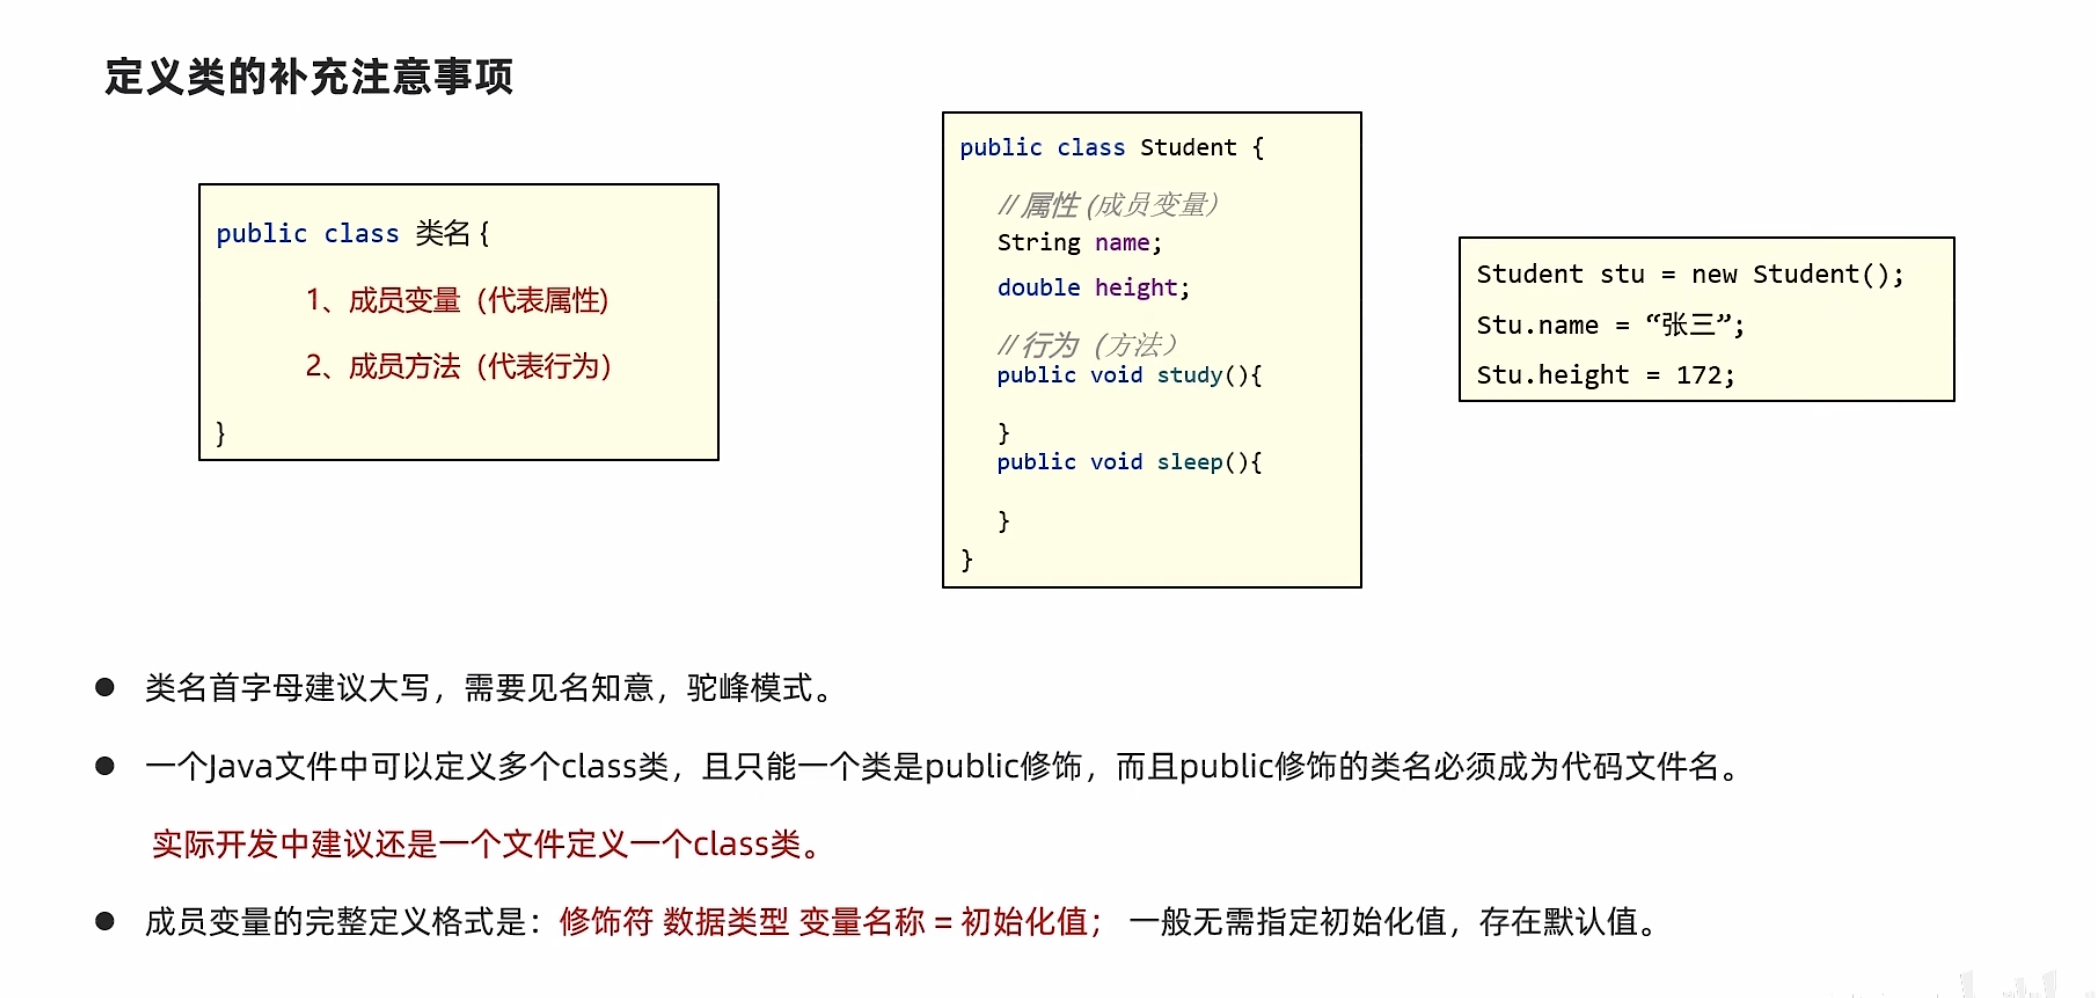 定义类的补充注意事项
public class 类名 {
1、成员变量（代表属性)
2、成员方法（代表行为）
}
public class Student {
// 属性 (成员变量）
String name;
double height;
// 行为（方法）
public void study(){
}
public void sleep(){
}
}
Student stu = new Student();
Stu.name = “张三”;
Stu.height = 172;
● 类名首字母建议大写，需要见名知意，驼峰模式。
● 一个Java文件中可以定义多个class类，且只能一个类是public修饰，而且public修饰的类名必须成为代码文件名。
实际开发中建议还是一个文件定义一个class类。
● 成员变量的完整定义格式是：修饰符 数据类型 变量名称 = 初始化值； 一般无需指定初始化值，存在默认值。